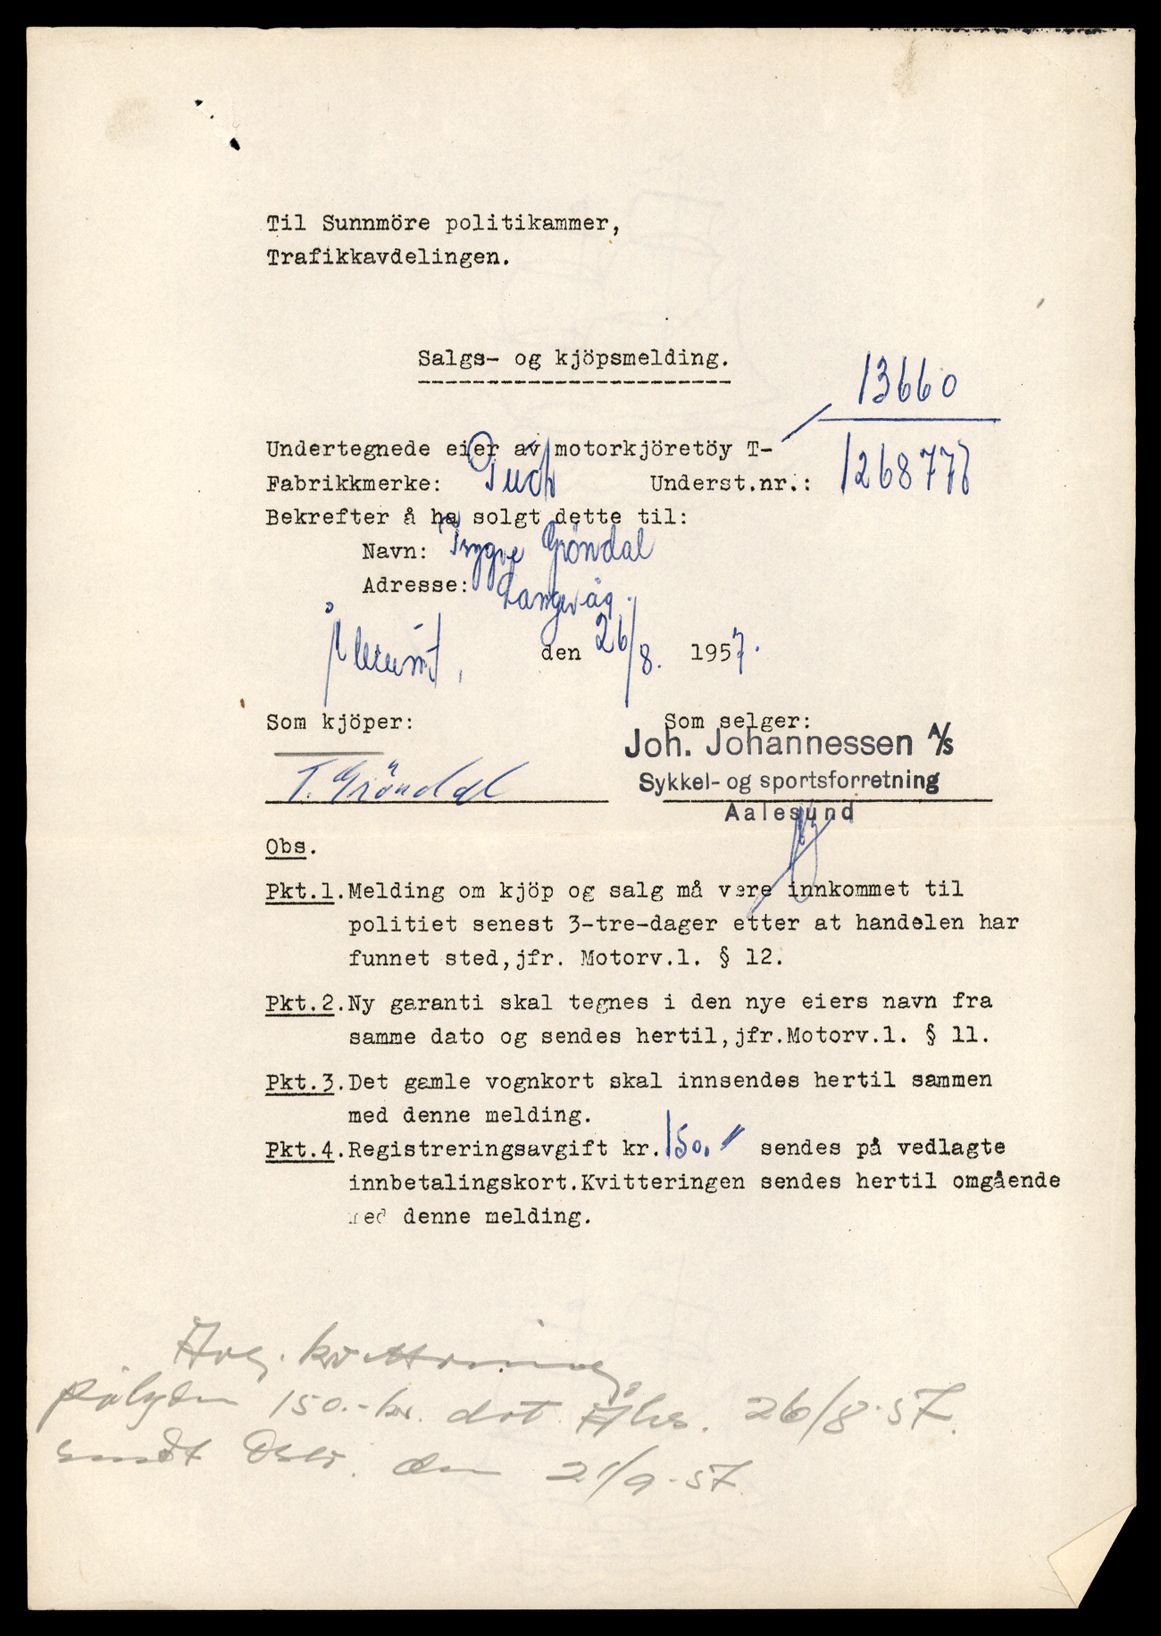 Til Sunnmöre politikammer,
Trafikkavdelingen.
Salgs- og kjöpsmelding.
13660
Undertegnede eier av motorkjöretöy T-
Fabrikkmerke: Puch Underst.nr.: 1268778
Bekrefter å ha solgt dette til:
Navn: Trygve Grøndal
Adresse: Langevåg.
Ålesund, den 26/8. 1957.
Som kjöper: Som selger:
Joh. Johannessen A/S
T. Gröndal Sykkel- og sportsforretning
Aalesund
Obs.
Pkt.1.Melding om kjöp og salg må være innkommet til
politiet senest 3-tre-dager etter at handelen har
funnet sted,jfr. Motorv.l. § 12.
Pkt.2.Ny garanti skal tegnes i den nye eiers navn fra
samme dato og sendes hertil,jfr.Motorv.l. § 11.
Pkt.3.Det gamle vognkort skal innsendes hertil sammen
med denne melding.
Pkt.4.Registreringsavgift kr.150.- sendes på vedlagte
innbetalingskort.Kvitteringen sendes hertil omgående
med denne melding.
Avg. kvittering
pålyden 150.-kr. dat. Åles. 26/8-57.
sendt Oslo. den 21/9-57.